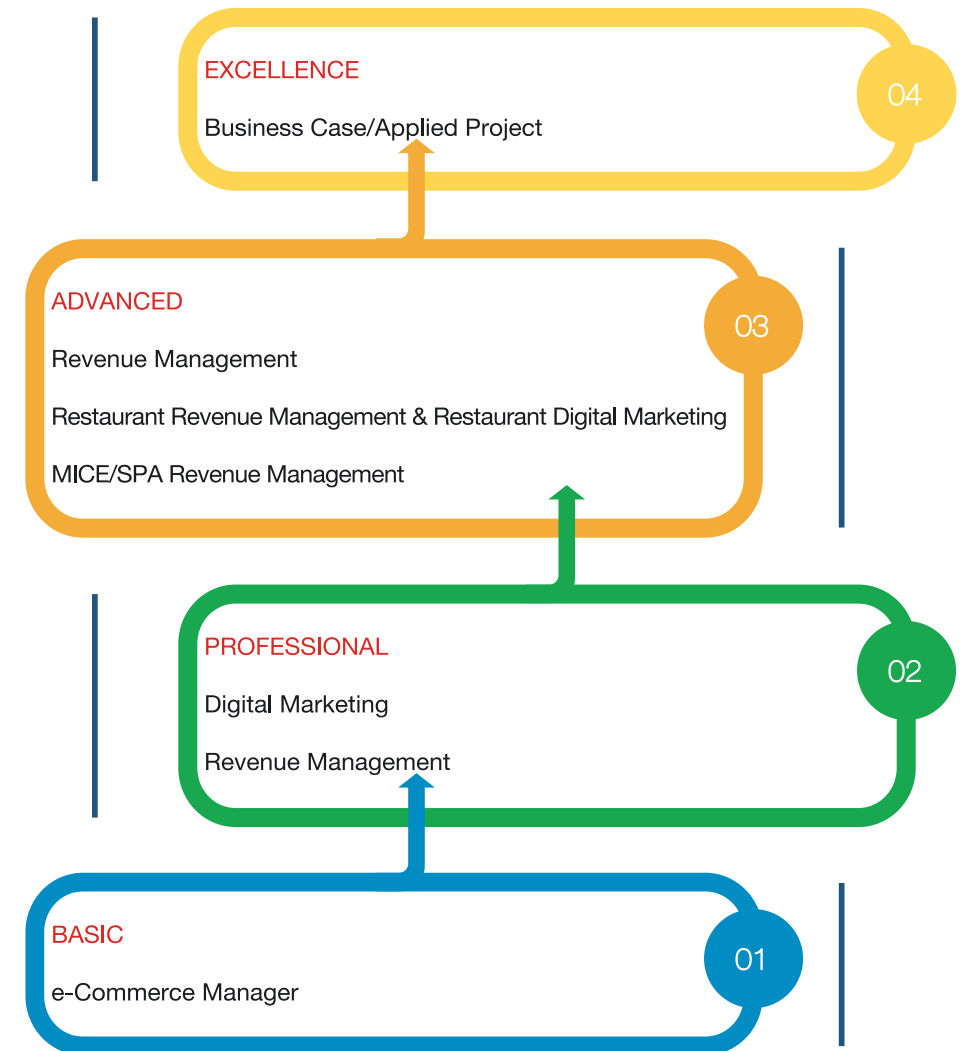 EXCELLENCE
04
Business Case/Applied Project
ADVANCED
03
Revenue Management
Restaurant Revenue Management & Restaurant Digital Marketing
MICE/SPA Revenue Management
PROFESSIONAL
02
Digital Marketing
Revenue Management
BASIC
01
e-Commerce Manager